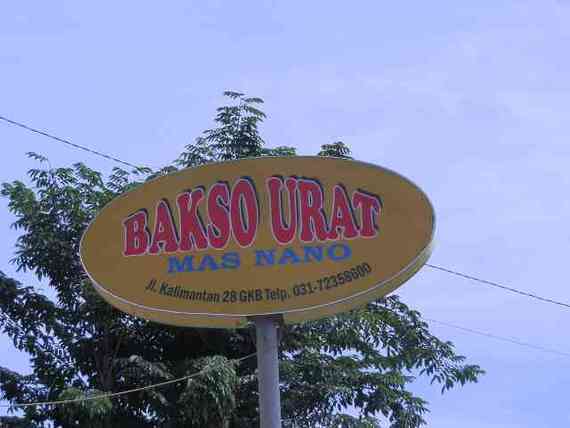 BAKSO URAT
MAS NANO
Jl. Kalimantan 28 GKB Telp. 031-72358600